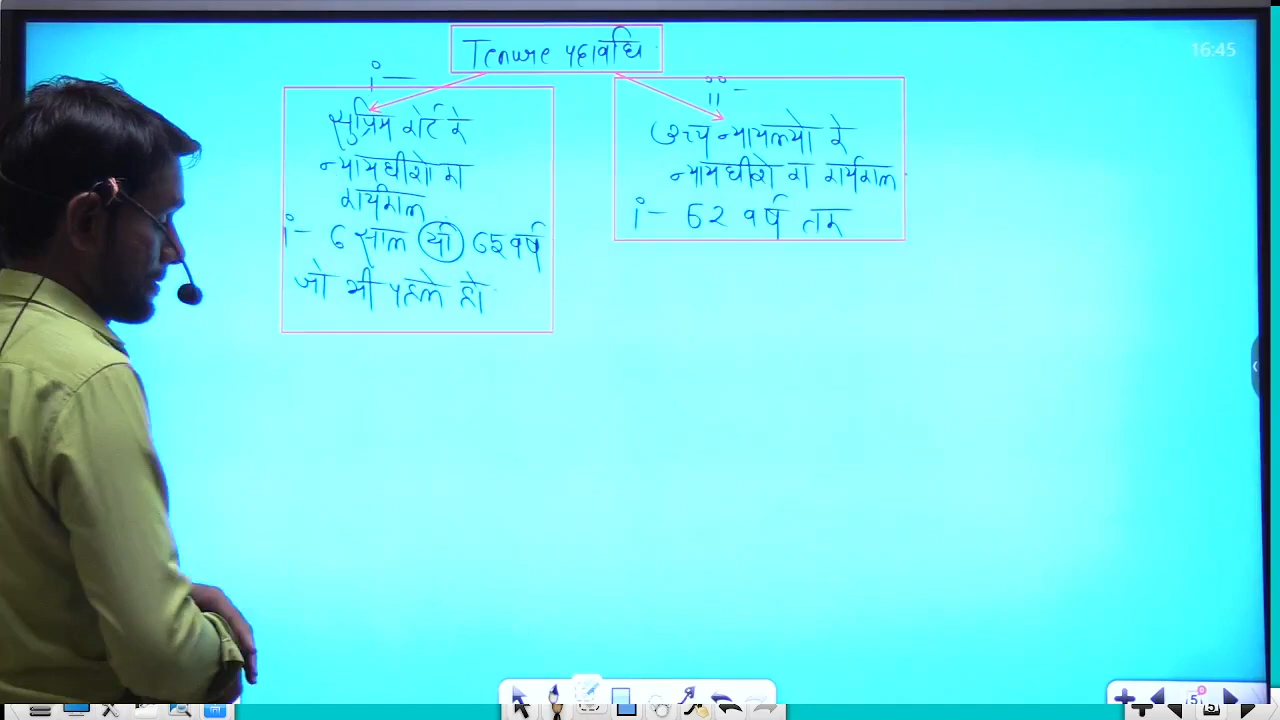 Tenure पदावधि
16:45
i-
ii-
सुप्रिम कोर्ट के
न्यायधीशो का
कार्यकाल
i- 6 साल या 65 वर्ष
जो भी पहले हो
उच्च न्यायलयो के
न्यायधीशो का कार्यकाल
i- 62 वर्ष तक